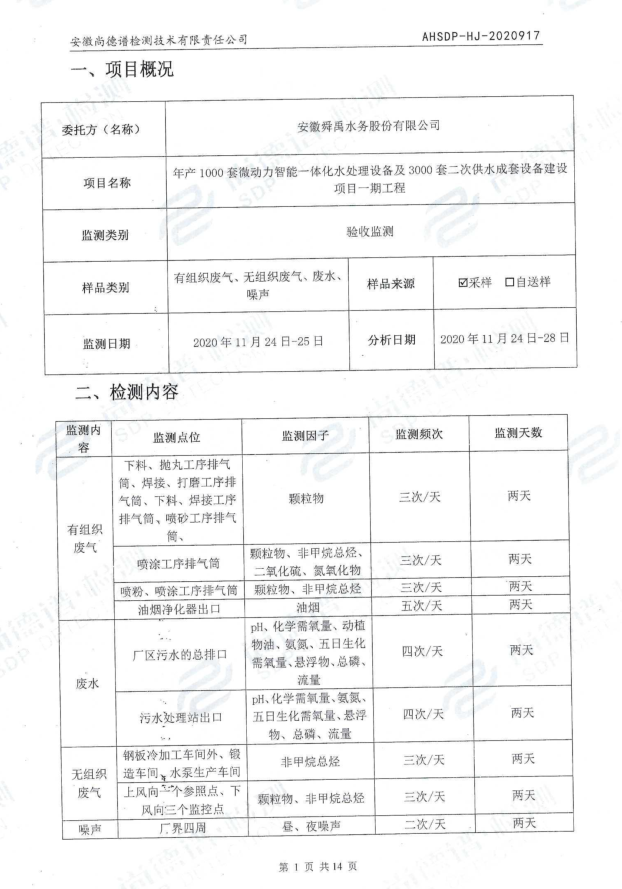 安徽尚德谱检测技术有限责任公司
AHSDP-HJ-2020917
一、项目概况
委托方（名称）
安徽舜禹水务股份有限公司
项目名称
年产 1000 套微动力智能一体化水处理设备及 3000 套二次供水成套设备建设
项目一期工程
监测类别
验收监测
样品类别
有组织废气、无组织废气、废水、
噪声
样品来源
☑采样 □自送样
监测日期
2020 年 11 月 24 日-25 日
分析日期
2020 年 11 月 24 日-28 日
二、检测内容
监测内
容
监测点位
监测因子
监测频次
监测天数
有组织
废气
下料、抛丸工序排气
筒、焊接、打磨工序排
气筒、下料、焊接工序
排气筒、喷砂工序排气
筒、
颗粒物
三次/天
两天
喷涂工序排气筒
颗粒物、非甲烷总烃、
二氧化硫、氮氧化物
三次/天
两天
喷粉、喷涂工序排气筒
颗粒物、非甲烷总烃
三次/天
两天
油烟净化器出口
油烟
五次/天
两天
废水
厂区污水的总排口
pH、化学需氧量、动植
物油、氨氮、五日生化
需氧量、悬浮物、总磷、
流量
四次/天
两天
污水处理站出口
pH、化学需氧量、氨氮、
五日生化需氧量、悬浮
物、总磷、流量
四次/天
两天
无组织
废气
钢板冷加工车间外、锻
造车间、水泵生产车间
非甲烷总烃
三次/天
两天
上风向一个参照点、下
风向三个监控点
颗粒物、非甲烷总烃
三次/天
两天
噪声
厂界四周
昼、夜噪声
二次/天
两天
第 1 页 共 14 页